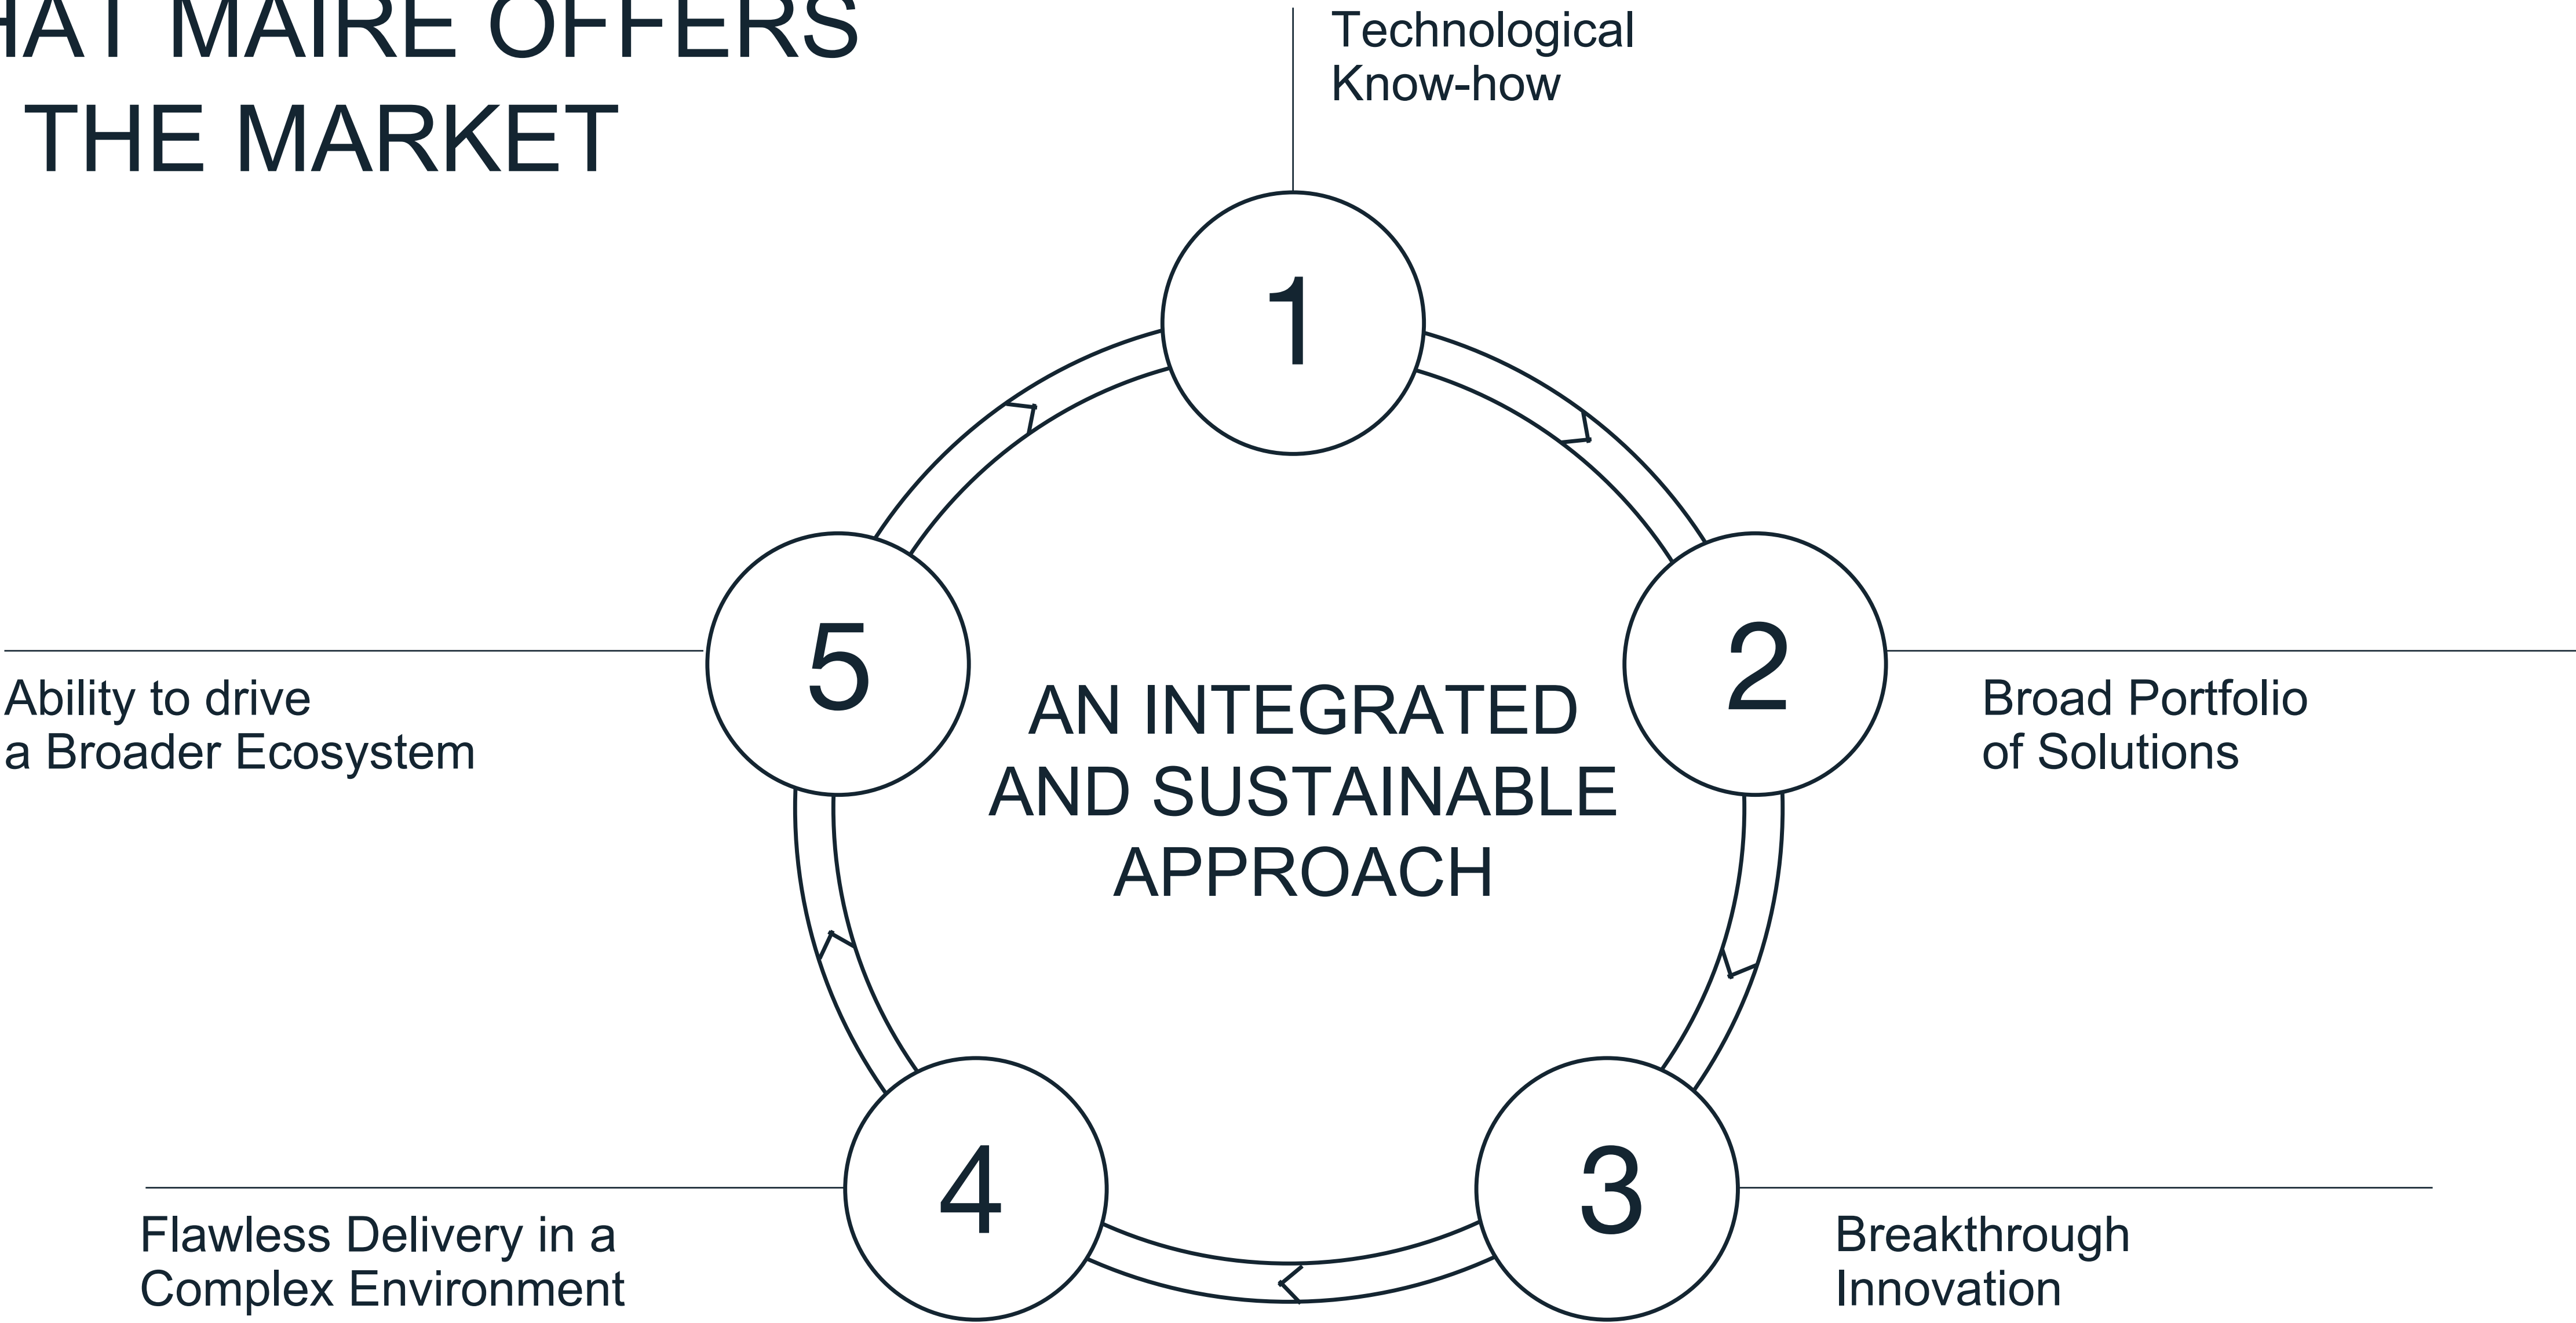 HAT MAIRE OFFERS
THE MARKET
Technological
Know-how
1
5
2
AN INTEGRATED
AND SUSTAINABLE
APPROACH
Ability to drive
a Broader Ecosystem
Broad Portfolio
of Solutions
4
3
Flawless Delivery in a
Complex Environment
Breakthrough
Innovation